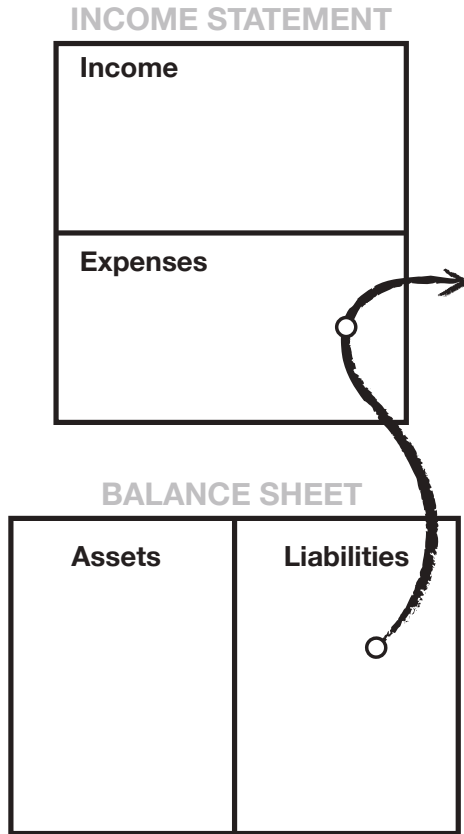 INCOME STATEMENT
Income
Expenses
BALANCE SHEET
Assets
Liabilities